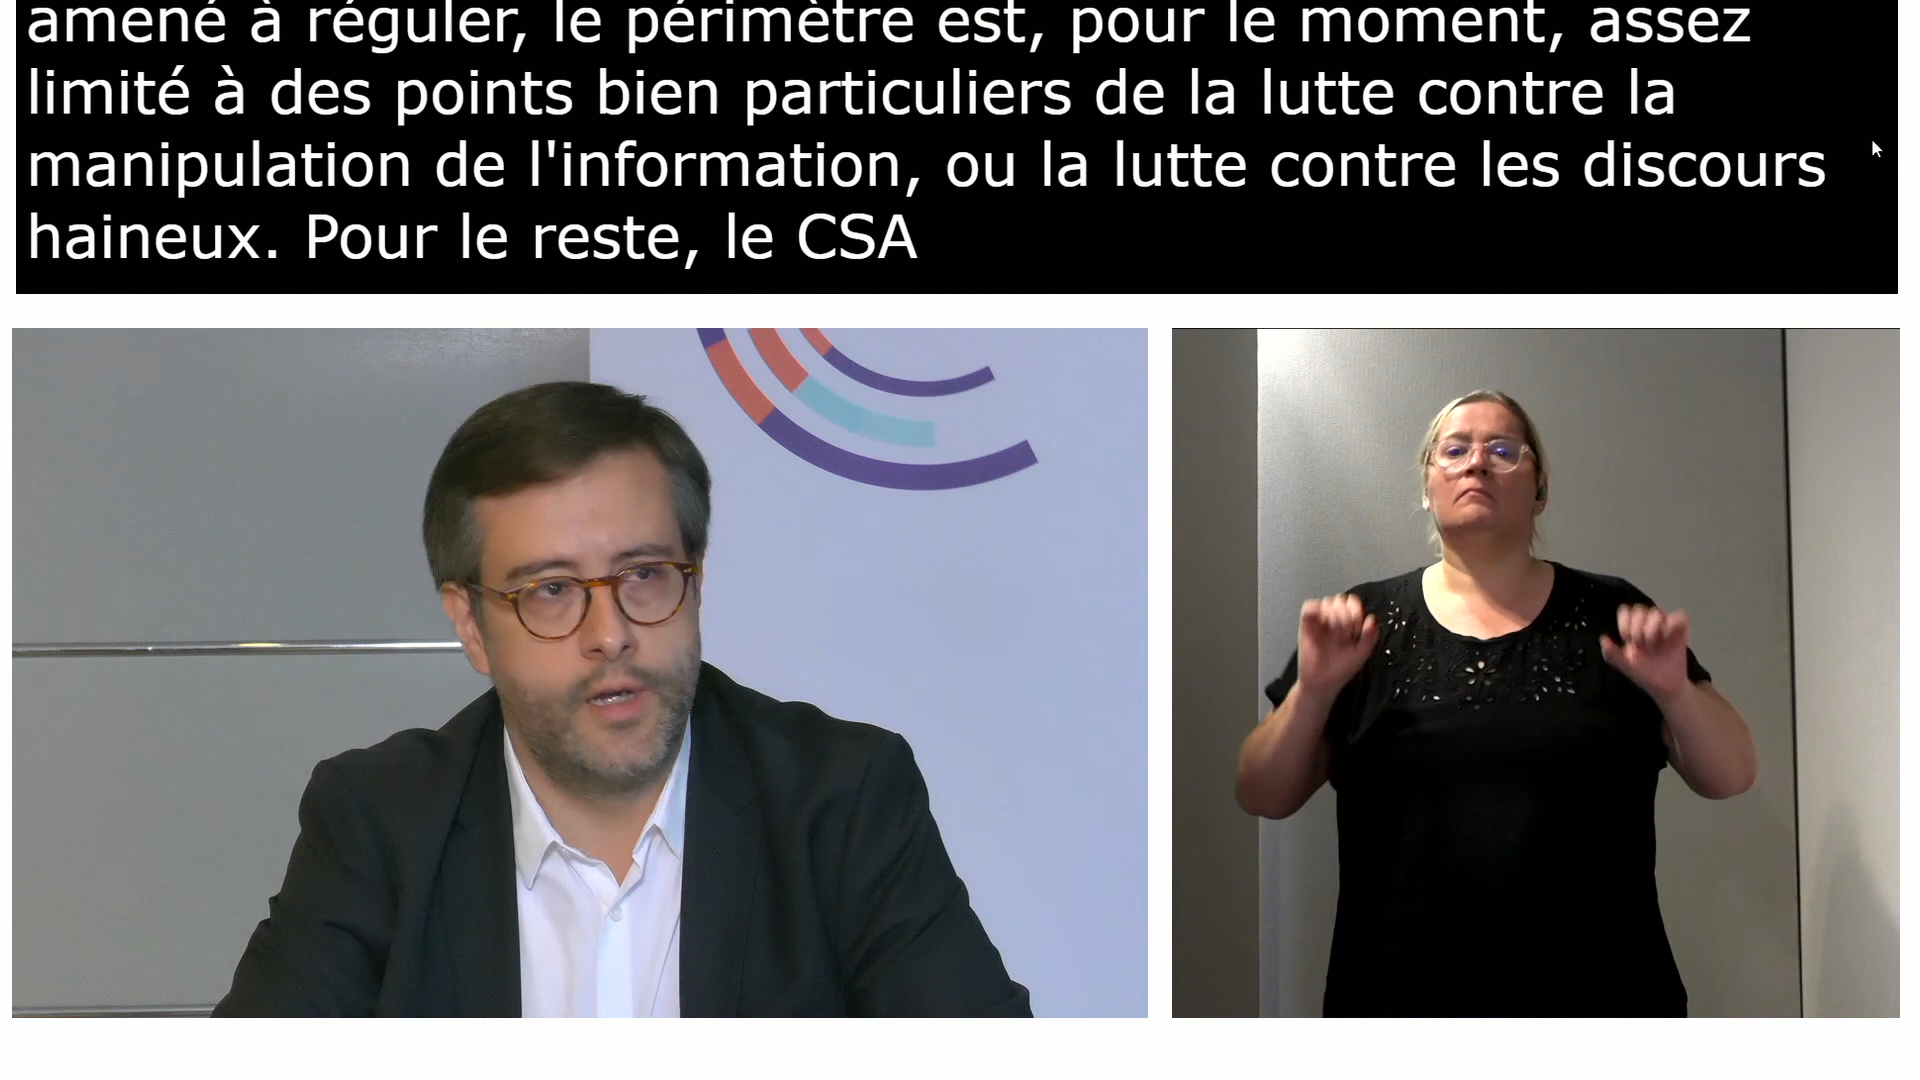 amené à réguler, le périmètre est, pour le moment, assez
limité à des points bien particuliers de la lutte contre la
manipulation de l'information, ou la lutte contre les discours
haineux. Pour le reste, le CSA